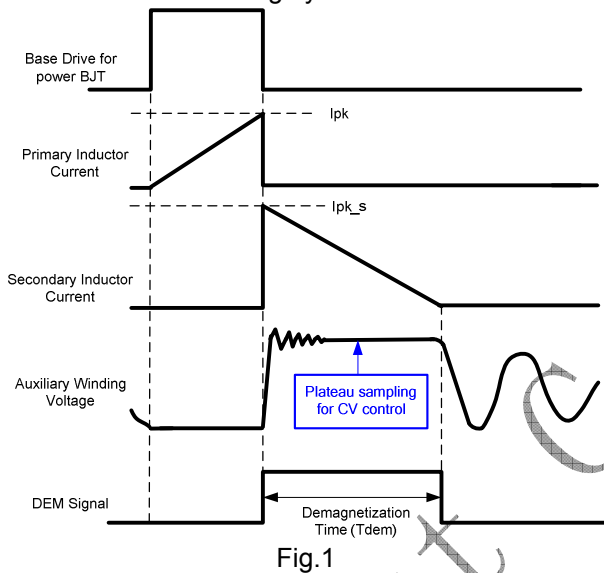 Base Drive for
power BJT
Ipk
Primary Inductor
Current
Ipk_s
Secondary Inductor
Current
Auxiliary Winding
Voltage
Plateau sampling
for CV control
DEM Signal
Demagnetization
Time (Tdem)
Fig.1